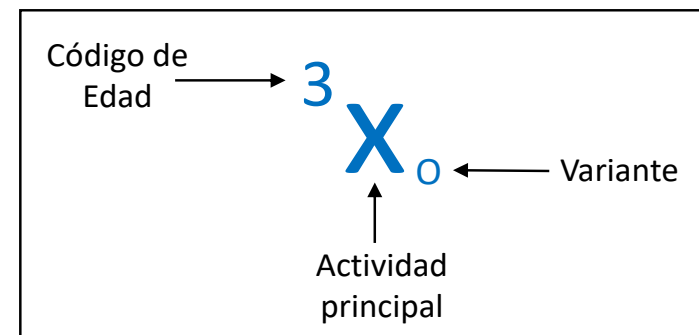 Código de
Edad
3
X
o
Variante
Actividad
principal